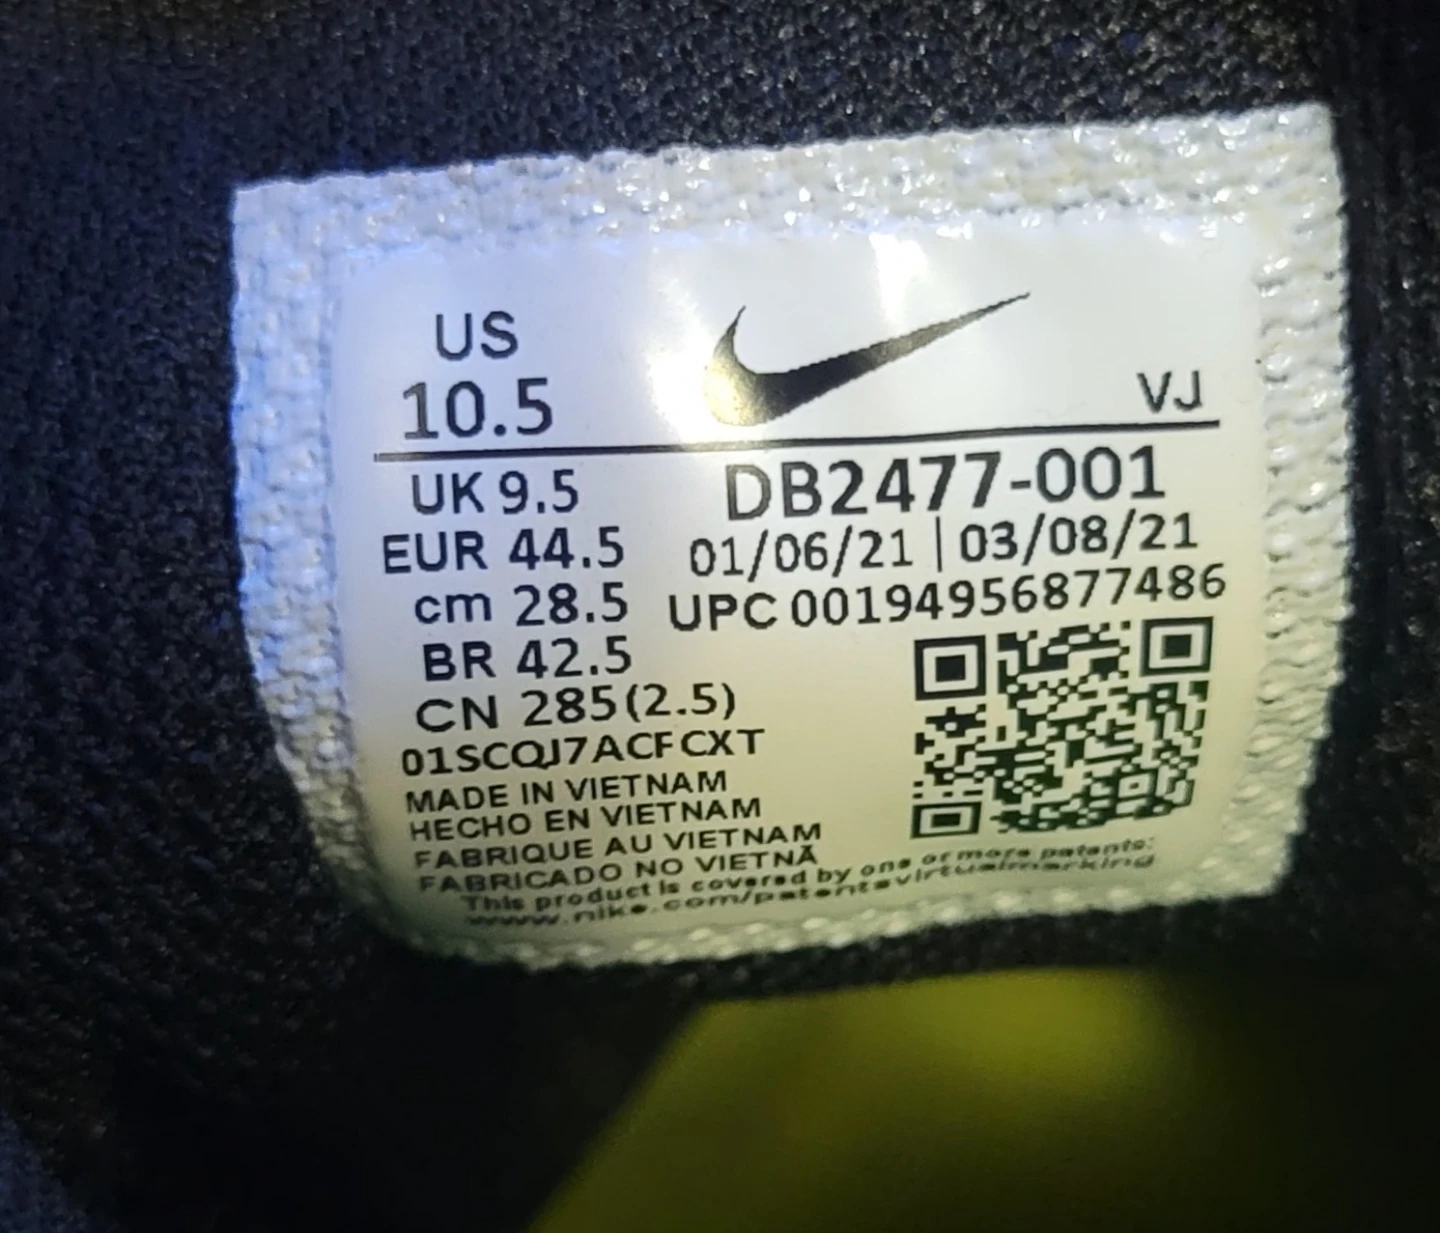 US
10.5
VJ
UK 9.5
EUR 44.5
cm 28.5
BR 42.5
CN 285(2.5)
DB2477-001
01/06/21 | 03/08/21
UPC 00194956877486
01SCQJ7ACFCXT
MADE IN VIETNAM
HECHO EN VIETNAM
FABRIQUE AU VIETNAM
FABRICADO NO VIETNÃ
This product is covered by one or more patents:
www.nike.com/patentsvirtualmarking